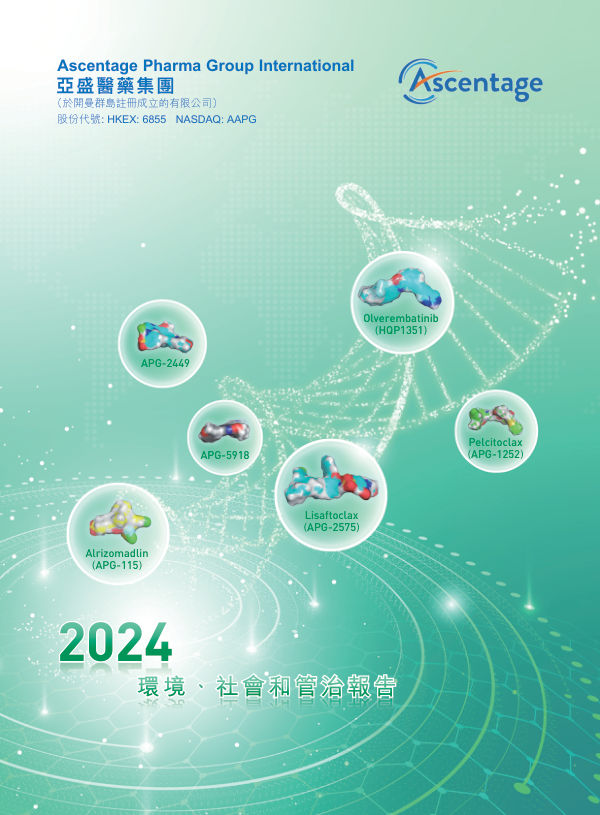 Ascentage Pharma Group International
亞盛醫藥集團
（於開曼群島註冊成立的有限公司）
股份代號: HKEX: 6855 NASDAQ: AAPG
Ascentage
Olverembatinib
(HQP1351)
APG-2449
APG-5918
Pelcitoclax
(APG-1252)
Lisaftoclax
(APG-2575)
Alrizomadlin
(APG-115)
2024
環境、社會和管治報告